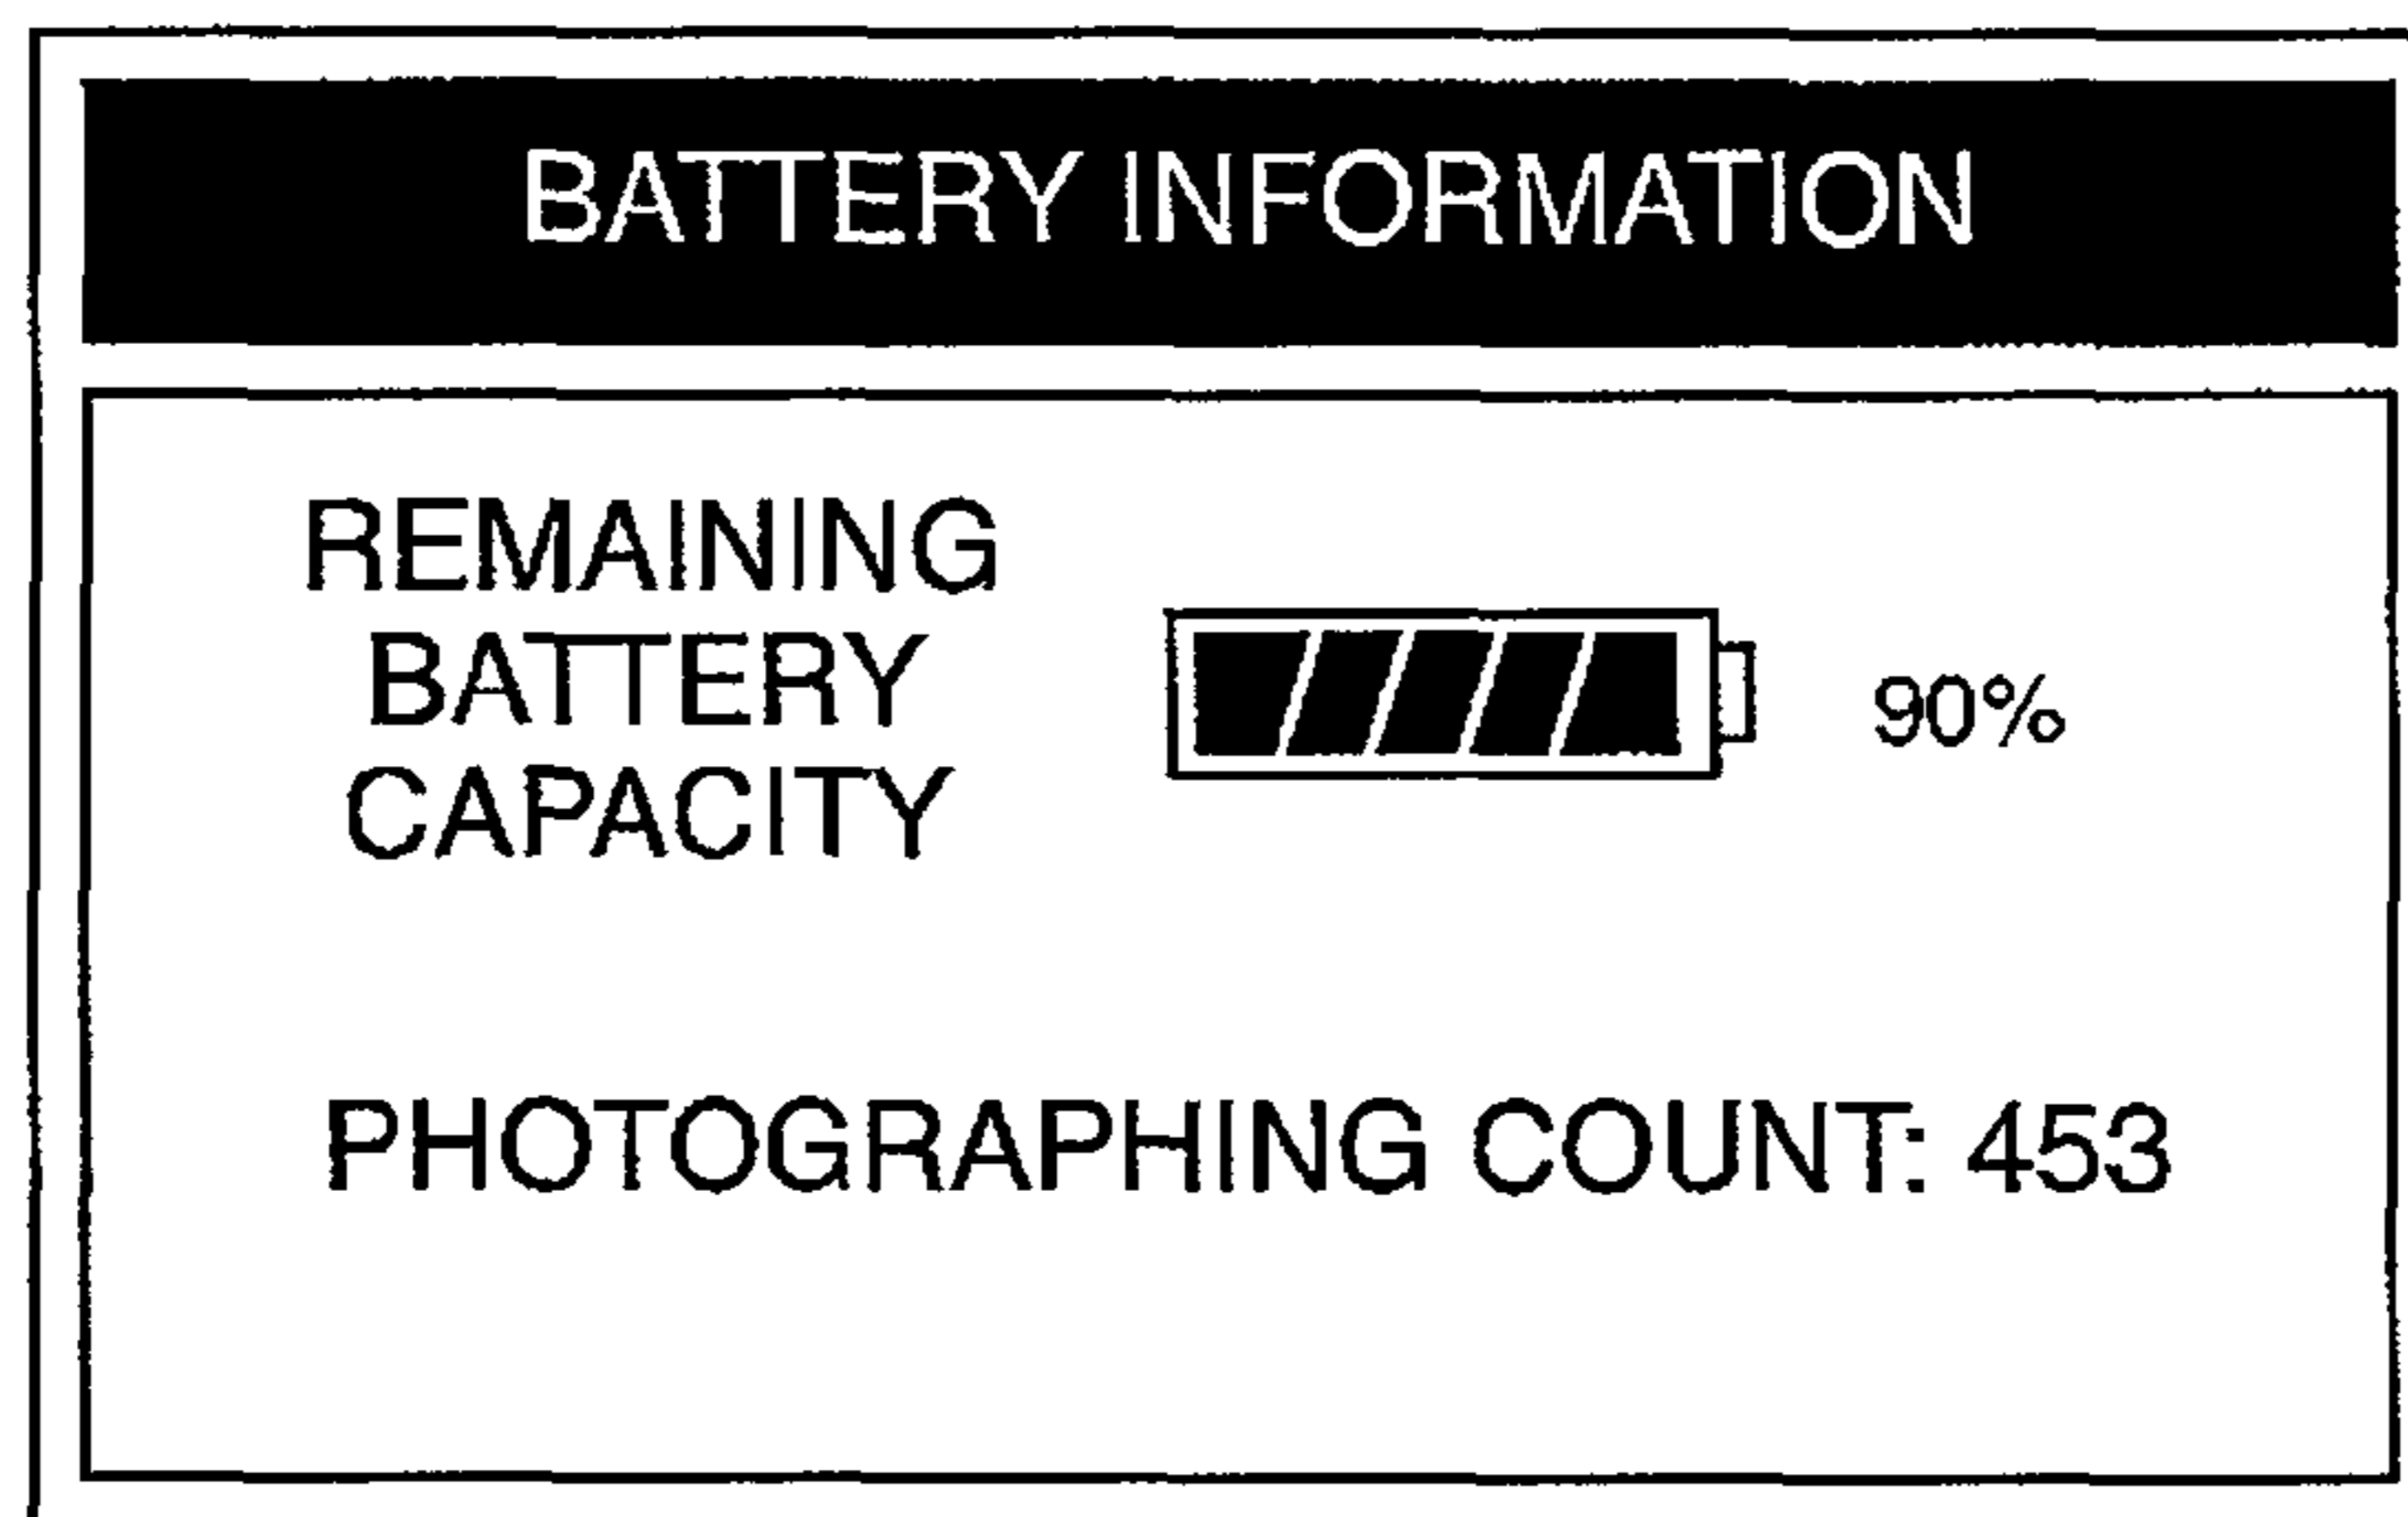 BATTERY INFORMATION
REMAINING
BATTERY
CAPACITY
90%
PHOTOGRAPHING COUNT: 453